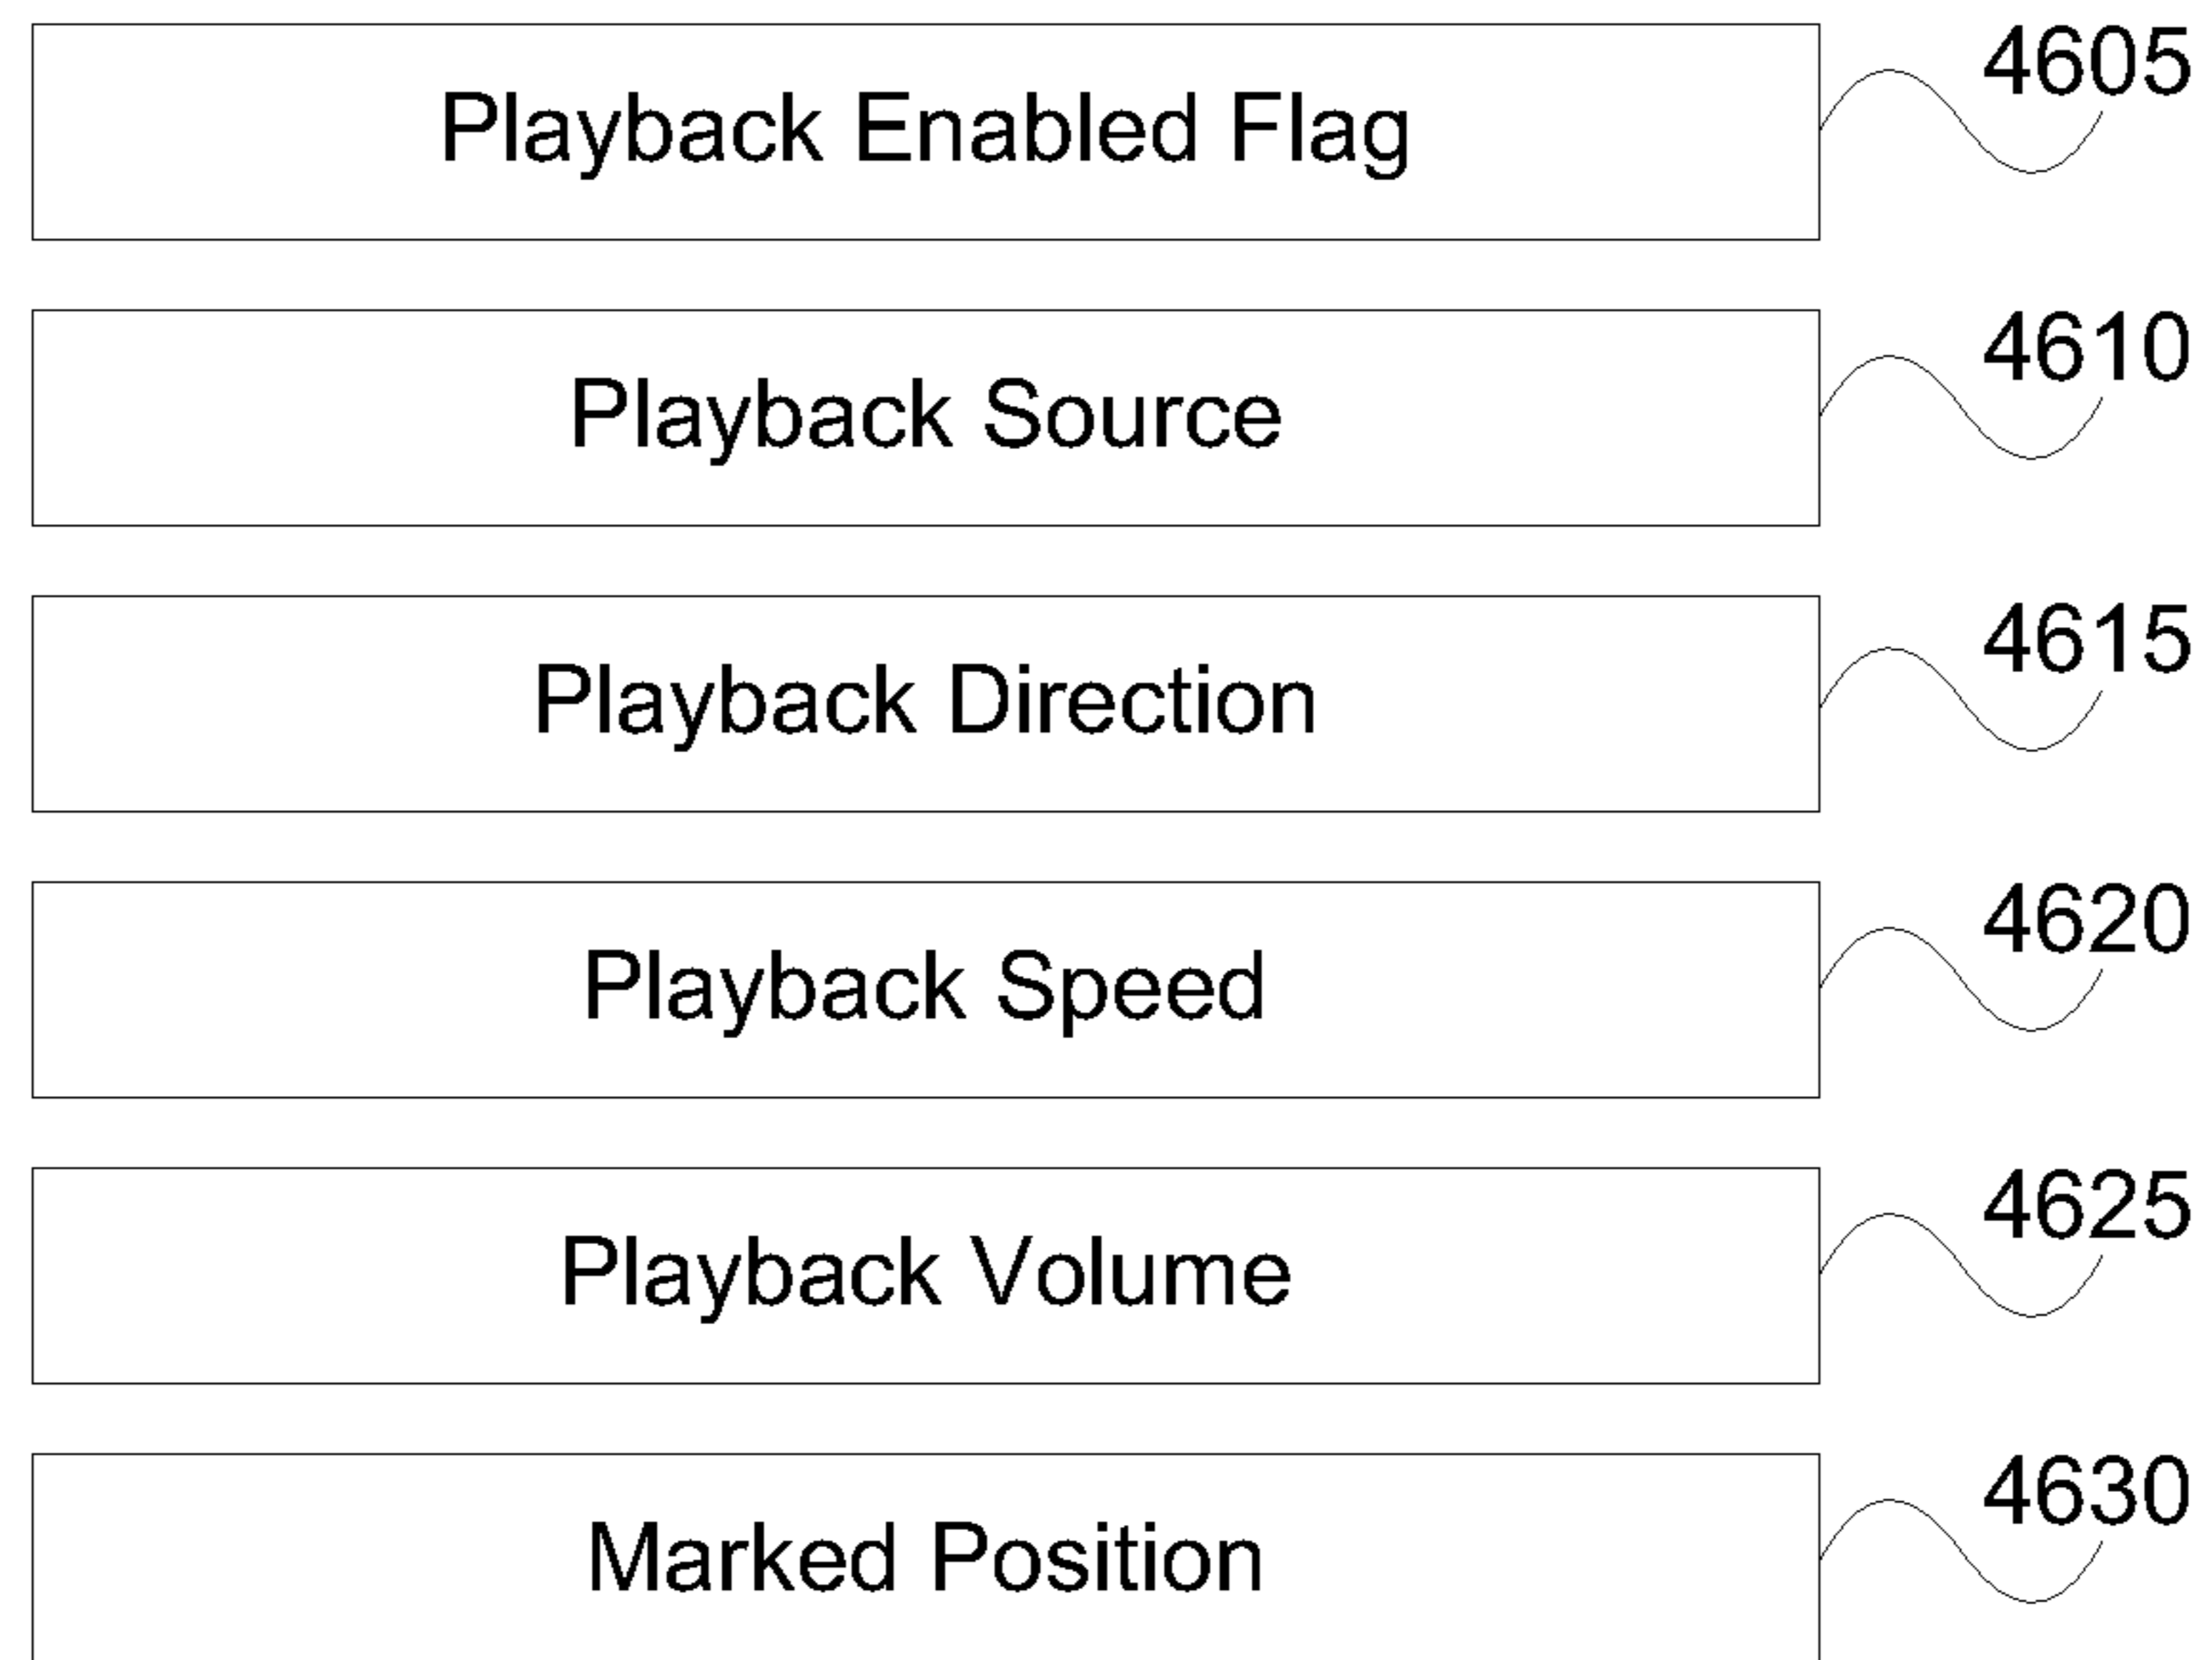 Playback Enabled Flag 4605
Playback Source 4610
Playback Direction 4615
Playback Speed 4620
Playback Volume 4625
Marked Position 4630